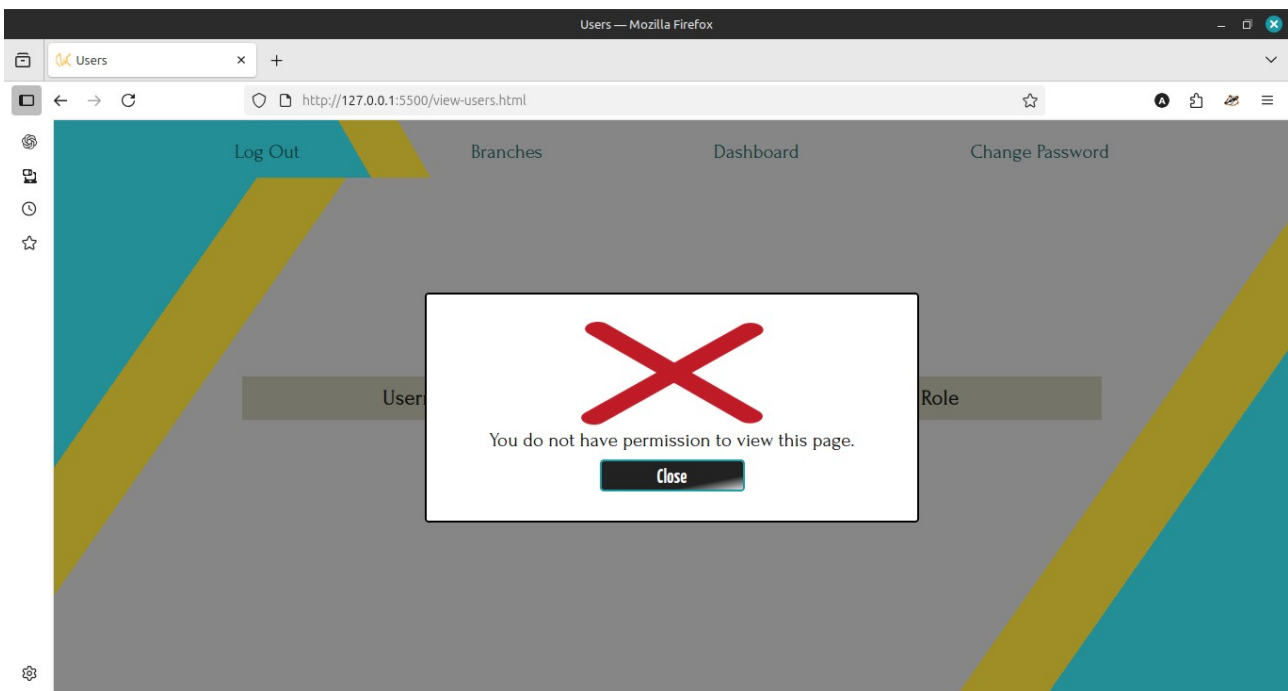 Users — Mozilla Firefox
Users
http://127.0.0.1:5500/view-users.html
Log Out Branches Dashboard Change Password
Role
You do not have permission to view this page.
Close